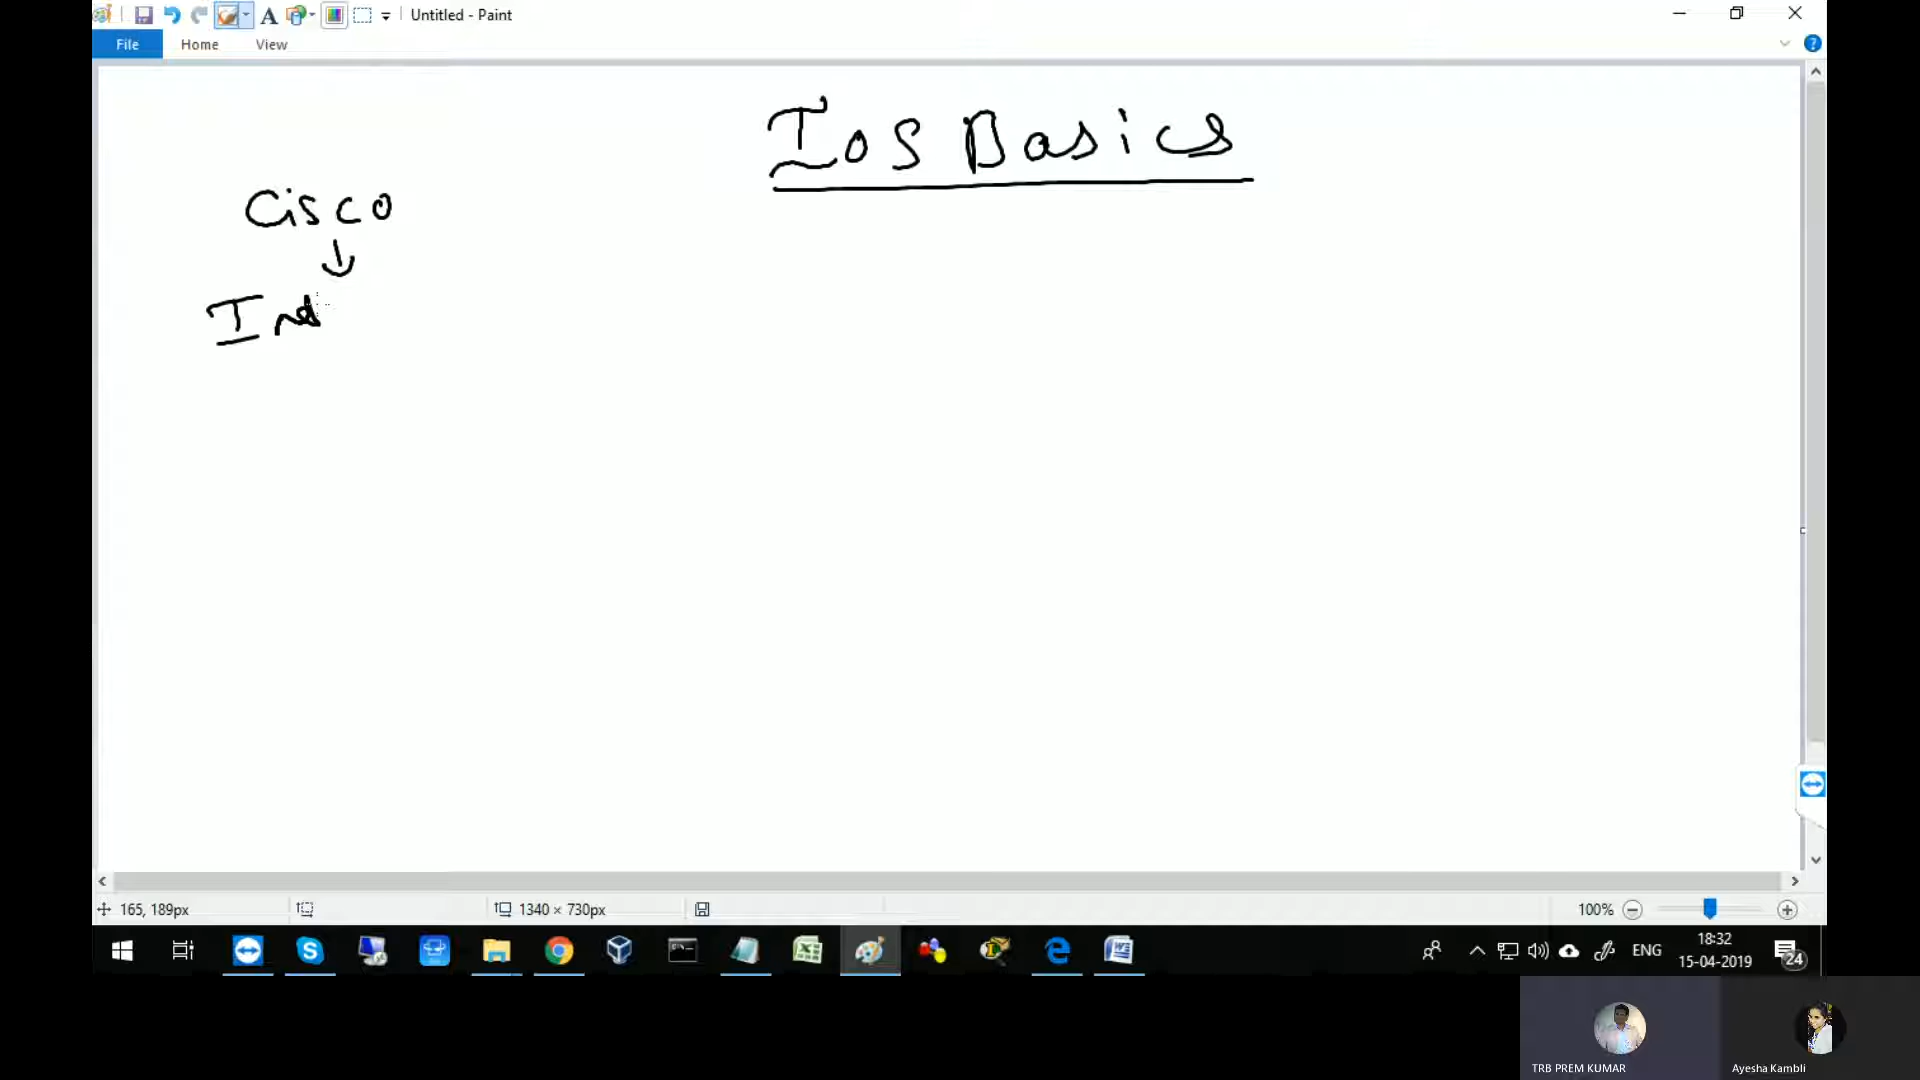 Untitled - Paint
File Home View
IoS Basics
Cisco
Ind
165, 189px
1340 × 730px
100%
ENG
18:32
15-04-2019
24
TRB PREM KUMAR
Ayesha Kambli